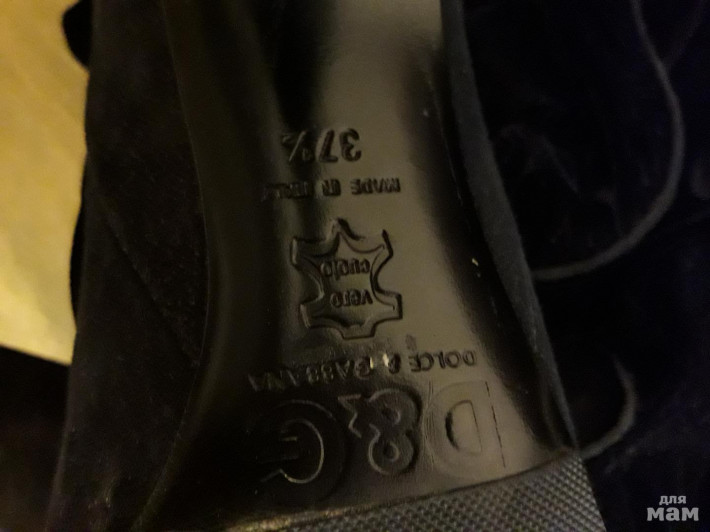 D&G
DOLCE & GABBANA
vero
cuoio
MADE IN ITALY
37½
для
мам